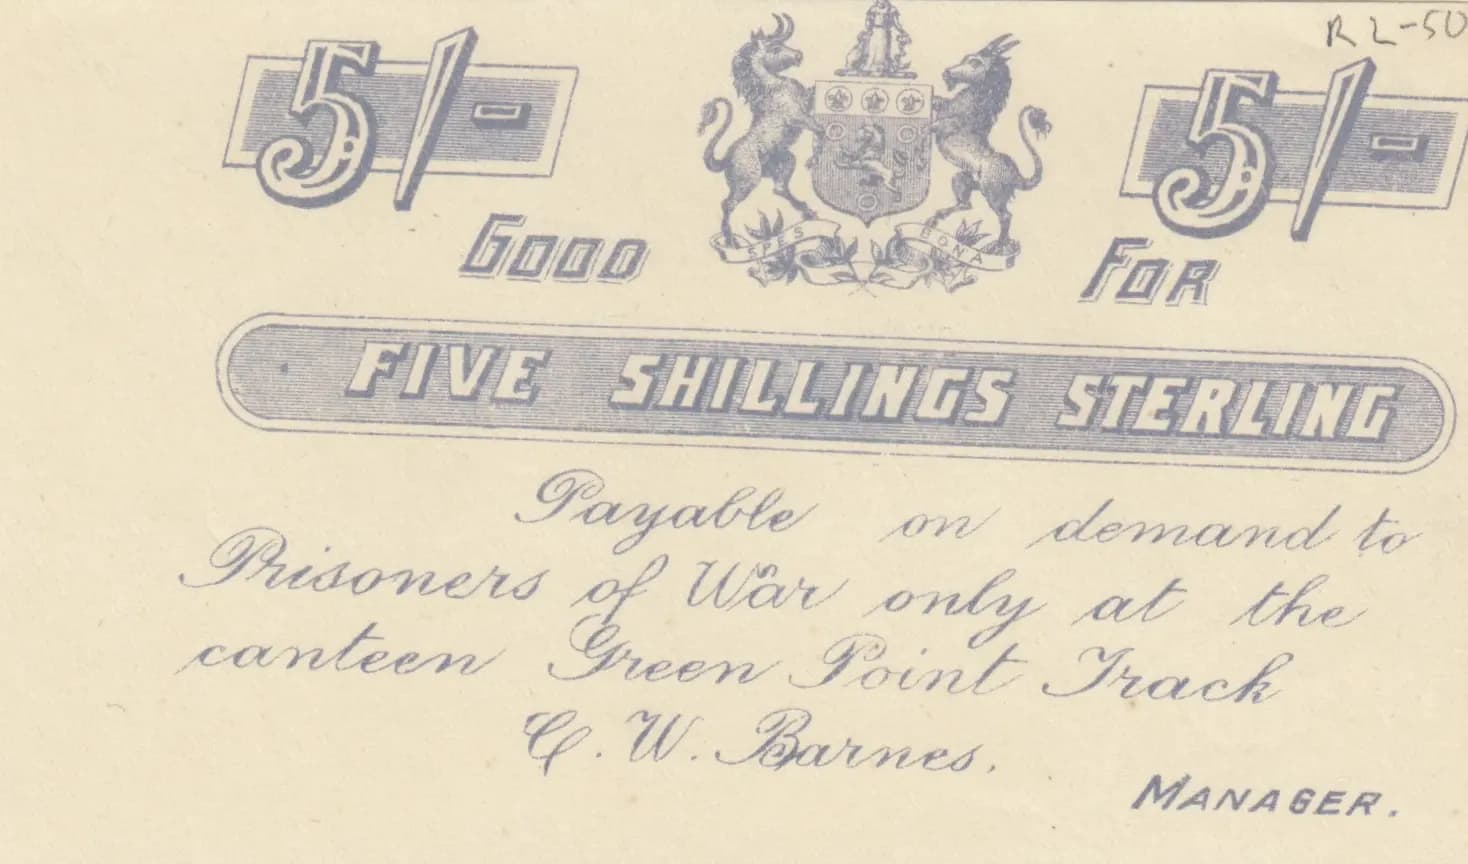 R L-50
5/-
5/-
SPES BONA
GOOD FOR
FIVE SHILLINGS STERLING
Payable on demand to
Prisoners of War only at the
canteen Green Point Track
C. W. Barnes.
MANAGER.